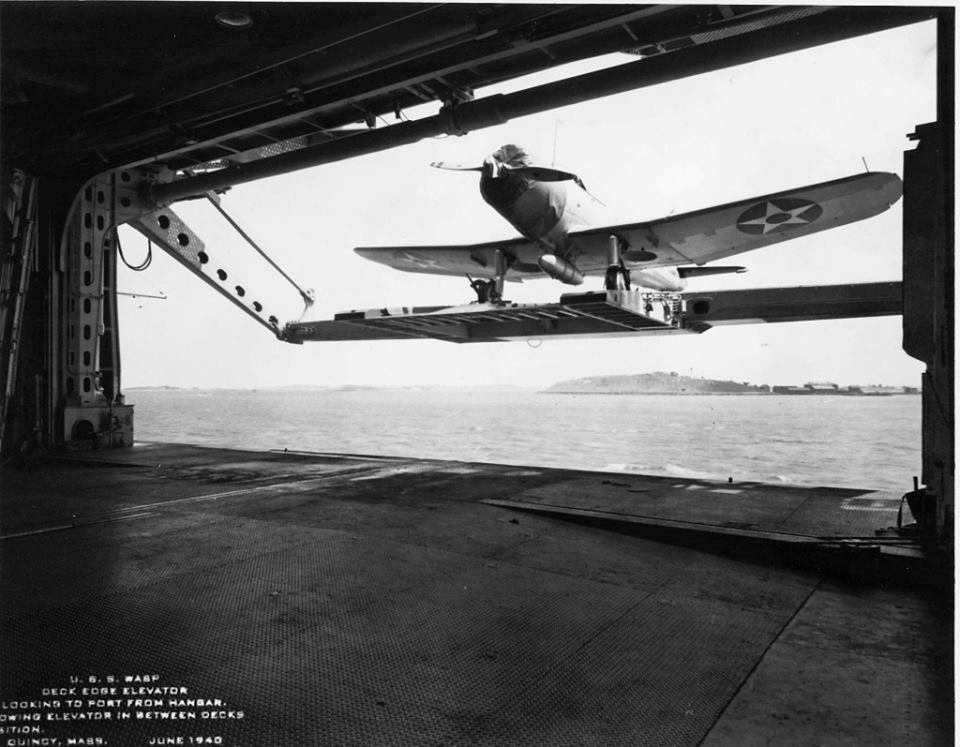 U. S. S. WASP
DECK EDGE ELEVATOR
LOOKING TO PORT FROM HANGAR.
OWING ELEVATOR IN BETWEEN DECKS
SITION.
QUINCY, MASS. JUNE 1940